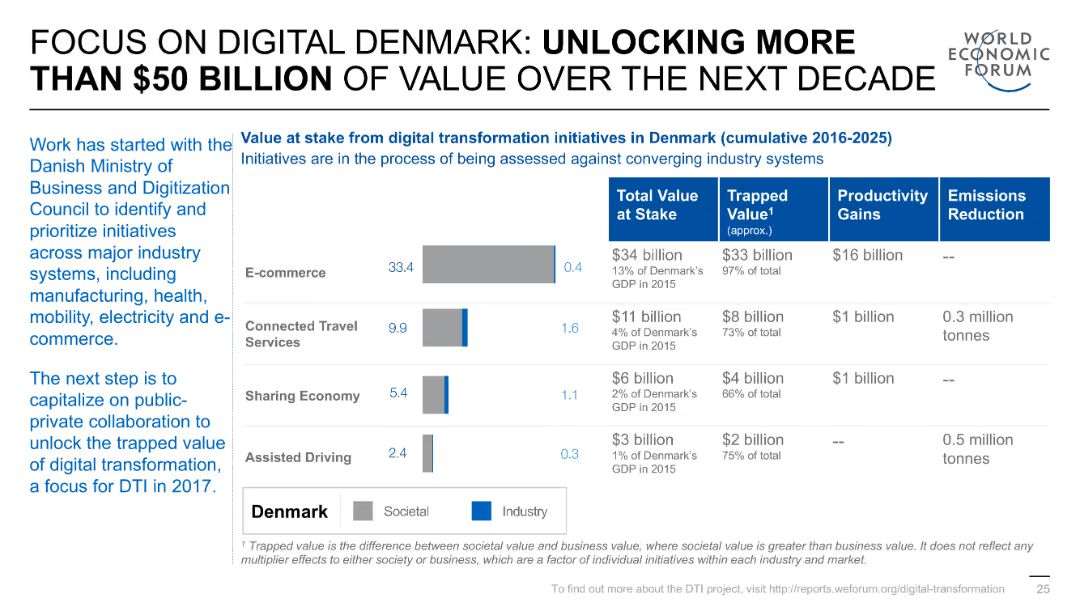 FOCUS ON DIGITAL DENMARK: UNLOCKING MORE
THAN $50 BILLION OF VALUE OVER THE NEXT DECADE
WORLD
ECONOMIC
FORUM
Work has started with the
Danish Ministry of
Business and Digitization
Council to identify and
prioritize initiatives
across major industry
systems, including
manufacturing, health,
mobility, electricity and e-
commerce.
The next step is to
capitalize on public-
private collaboration to
unlock the trapped value
of digital transformation,
a focus for DTI in 2017.
Value at stake from digital transformation initiatives in Denmark (cumulative 2016-2025)
Initiatives are in the process of being assessed against converging industry systems
Total Value
at Stake
Trapped
Value¹
(approx.)
Productivity
Gains
Emissions
Reduction
E-commerce
33.4
0.4
$34 billion
13% of Denmark's
GDP in 2015
$33 billion
97% of total
$16 billion
--
Connected Travel
Services
9.9
1.6
$11 billion
4% of Denmark's
GDP in 2015
$8 billion
73% of total
$1 billion
0.3 million
tonnes
Sharing Economy
5.4
1.1
$6 billion
2% of Denmark's
GDP in 2015
$4 billion
66% of total
$1 billion
--
Assisted Driving
2.4
0.3
$3 billion
1% of Denmark's
GDP in 2015
$2 billion
75% of total
--
0.5 million
tonnes
Denmark
Societal
Industry
¹ Trapped value is the difference between societal value and business value, where societal value is greater than business value. It does not reflect any
multiplier effects to either society or business, which are a factor of individual initiatives within each industry and market.
To find out more about the DTI project, visit http://reports.weforum.org/digital-transformation
25